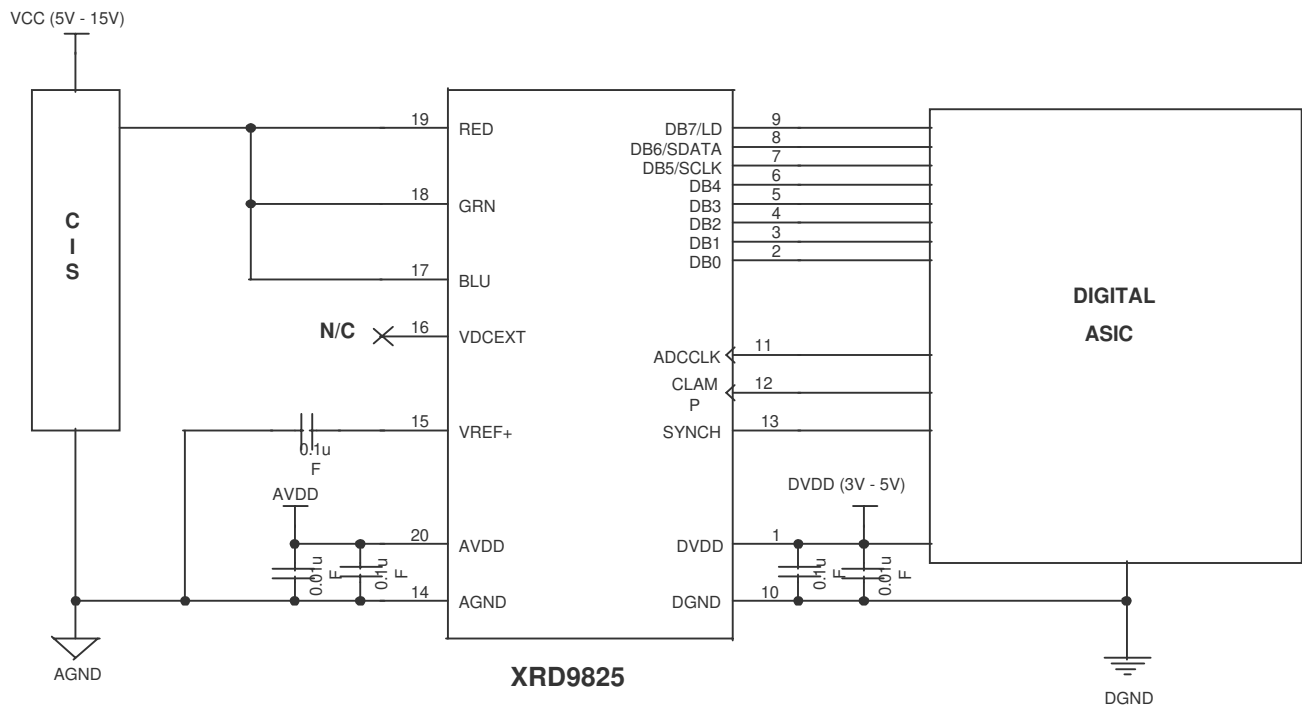 VCC (5V - 15V)
C
I
S
19
RED
18
GRN
17
BLU
N/C
16
VDCEXT
15
VREF+
0.1u
F
AVDD
20
AVDD
0.01u
F
0.1u
F
14
AGND
AGND
XRD9825
DB7/LD
9
DB6/SDATA
8
DB5/SCLK
7
DB4
6
DB3
5
DB2
4
DB1
3
DB0
2
ADCCLK
11
CLAM
P
12
SYNCH
13
DVDD (3V - 5V)
DVDD
1
0.1u
F
0.01u
F
DGND
10
DIGITAL
ASIC
DGND